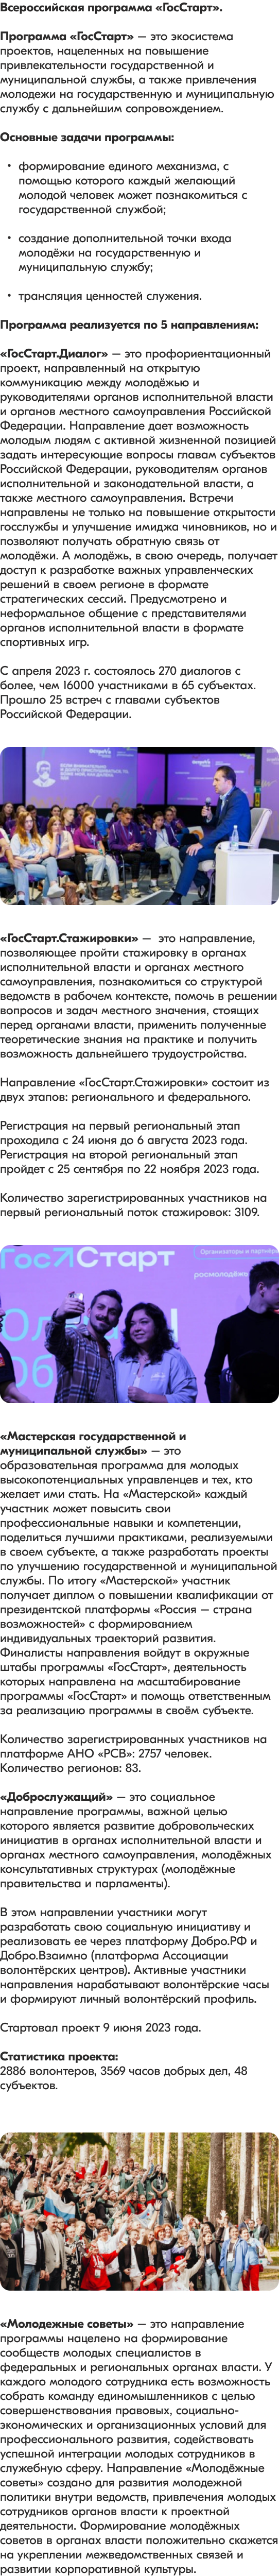 Всероссийская программа «ГосСтарт».
Программа «ГосСтарт» – это экосистема
проектов, нацеленных на повышение
привлекательности государственной и
муниципальной службы, а также привлечения
молодежи на государственную и муниципальную
службу с дальнейшим сопровождением.
Основные задачи программы:
• формирование единого механизма, с
помощью которого каждый желающий
молодой человек может познакомиться с
государственной службой;
• создание дополнительной точки входа
молодёжи на государственную и
муниципальную службу;
• трансляция ценностей служения.
Программа реализуется по 5 направлениям:
«ГосСтарт.Диалог» – это профориентационный
проект, направленный на открытую
коммуникацию между молодёжью и
руководителями органов исполнительной власти
и органов местного самоуправления Российской
Федерации. Направление дает возможность
молодым людям с активной жизненной позицией
задать интересующие вопросы главам субъектов
Российской Федерации, руководителям органов
исполнительной и законодательной власти, а
также местного самоуправления. Встречи
направлены не только на повышение открытости
госслужбы и улучшение имиджа чиновников, но и
позволяют получать обратную связь от
молодёжи. А молодёжь, в свою очередь, получает
доступ к разработке важных управленческих
решений в своем регионе в формате
стратегических сессий. Предусмотрено и
неформальное общение с представителями
органов исполнительной власти в формате
спортивных игр.
С апреля 2023 г. состоялось 270 диалогов с
более, чем 16000 участниками в 65 субъектах.
Прошло 25 встреч с главами субъектов
Российской Федерации.
«ГосСтарт.Стажировки» – это направление,
позволяющее пройти стажировку в органах
исполнительной власти и органах местного
самоуправления, познакомиться со структурой
ведомств в рабочем контексте, помочь в решении
вопросов и задач местного значения, стоящих
перед органами власти, применить полученные
теоретические знания на практике и получить
возможность дальнейшего трудоустройства.
Направление «ГосСтарт.Стажировки» состоит из
двух этапов: регионального и федерального.
Регистрация на первый региональный этап
проходила с 24 июня до 6 августа 2023 года.
Регистрация на второй региональный этап
пройдет с 25 сентября по 22 ноября 2023 года.
Количество зарегистрированных участников на
первый региональный поток стажировок: 3109.
Гос Старт
Организаторы и партнёры
росмолодёжь
«Мастерская государственной и
муниципальной службы» – это
образовательная программа для молодых
высокопотенциальных управленцев и тех, кто
желает ими стать. На «Мастерской» каждый
участник может повысить свои
профессиональные навыки и компетенции,
поделиться лучшими практиками, реализуемыми
в своем субъекте, а также разработать проекты
по улучшению государственной и муниципальной
службы. По итогу «Мастерской» участник
получает диплом о повышении квалификации от
президентской платформы «Россия – страна
возможностей» с формированием
индивидуальных траекторий развития.
Финалисты направления войдут в окружные
штабы программы «ГосСтарт», деятельность
которых направлена на масштабирование
программы «ГосСтарт» и помощь ответственным
за реализацию программы в своём субъекте.
Количество зарегистрированных участников на
платформе АНО «РСВ»: 2757 человек.
Количество регионов: 83.
«Доброслужащий» – это социальное
направление программы, важной целью
которого является развитие добровольческих
инициатив в органах исполнительной власти и
органах местного самоуправления, молодёжных
консультативных структурах (молодёжные
правительства и парламенты).
В этом направлении участники могут
разработать свою социальную инициативу и
реализовать ее через платформу Добро.РФ и
Добро.Взаимно (платформа Ассоциации
волонтёрских центров). Активные участники
направления нарабатывают волонтёрские часы
и формируют личный волонтёрский профиль.
Стартовал проект 9 июня 2023 года.
Статистика проекта:
2886 волонтеров, 3569 часов добрых дел, 48
субъектов.
«Молодежные советы» – это направление
программы нацелено на формирование
сообществ молодых специалистов в
федеральных и региональных органах власти. У
каждого молодого сотрудника есть возможность
собрать команду единомышленников с целью
совершенствования правовых, социально-
экономических и организационных условий для
профессионального развития, содействовать
успешной интеграции молодых сотрудников в
служебную сферу. Направление «Молодёжные
советы» создано для развития молодежной
политики внутри ведомств, привлечения молодых
сотрудников органов власти к проектной
деятельности. Формирование молодёжных
советов в органах власти положительно скажется
на укреплении межведомственных связей и
развитии корпоративной культуры.